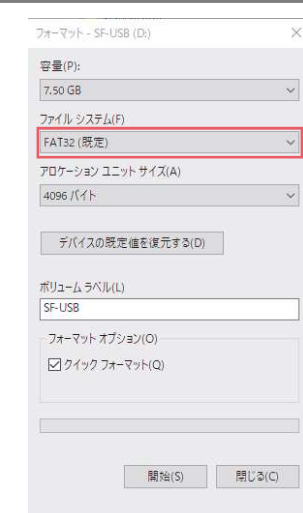 フォーマット - SF-USB (D:)
容量(P):
7.50 GB
ファイル システム(F)
FAT32 (既定)
アロケーション ユニット サイズ(A)
4096 バイト
デバイスの既定値を復元する(D)
ボリューム ラベル(L)
SF-USB
フォーマット オプション(O)
クイック フォーマット(Q)
開始(S)
閉じる(C)